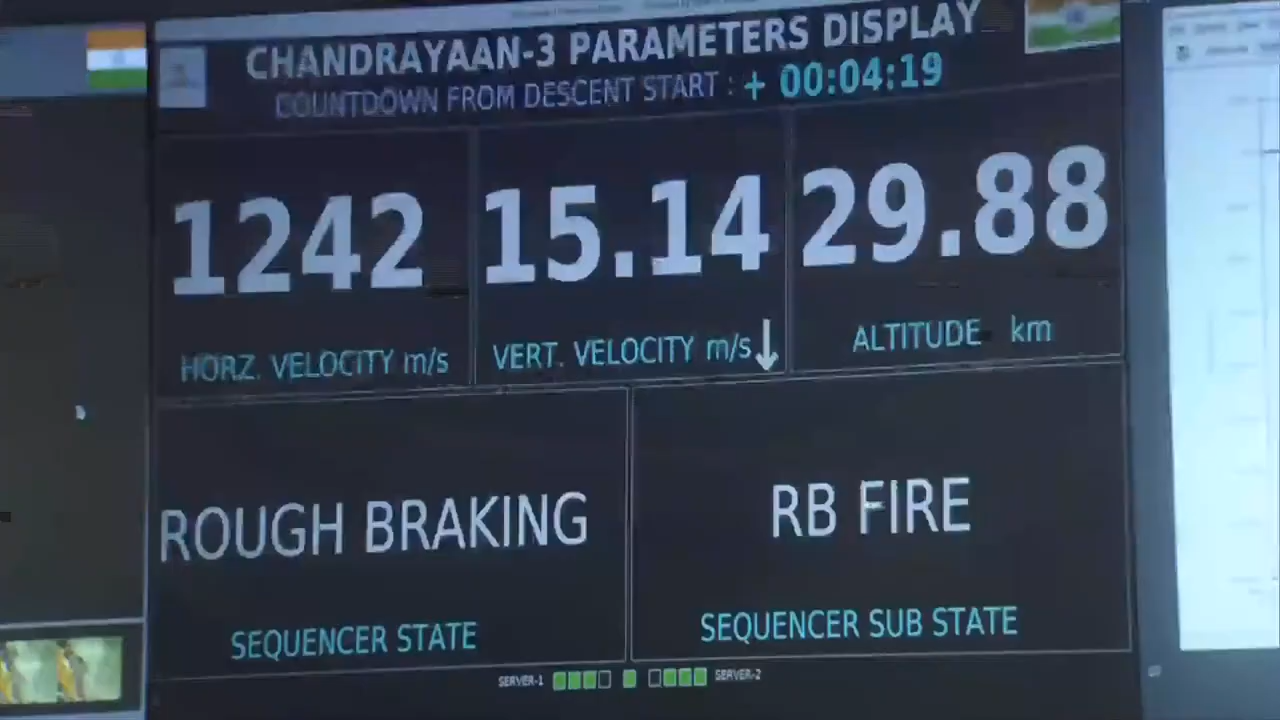 CHANDRAYAAN-3 PARAMETERS DISPLAY
COUNTDOWN FROM DESCENT START : + 00:04:19
1242 15.14 29.88
HORZ. VELOCITY m/s VERT. VELOCITY m/s↓ ALTITUDE km
ROUGH BRAKING RB FIRE
SEQUENCER STATE SEQUENCER SUB STATE
SERVER-1 SERVER-2